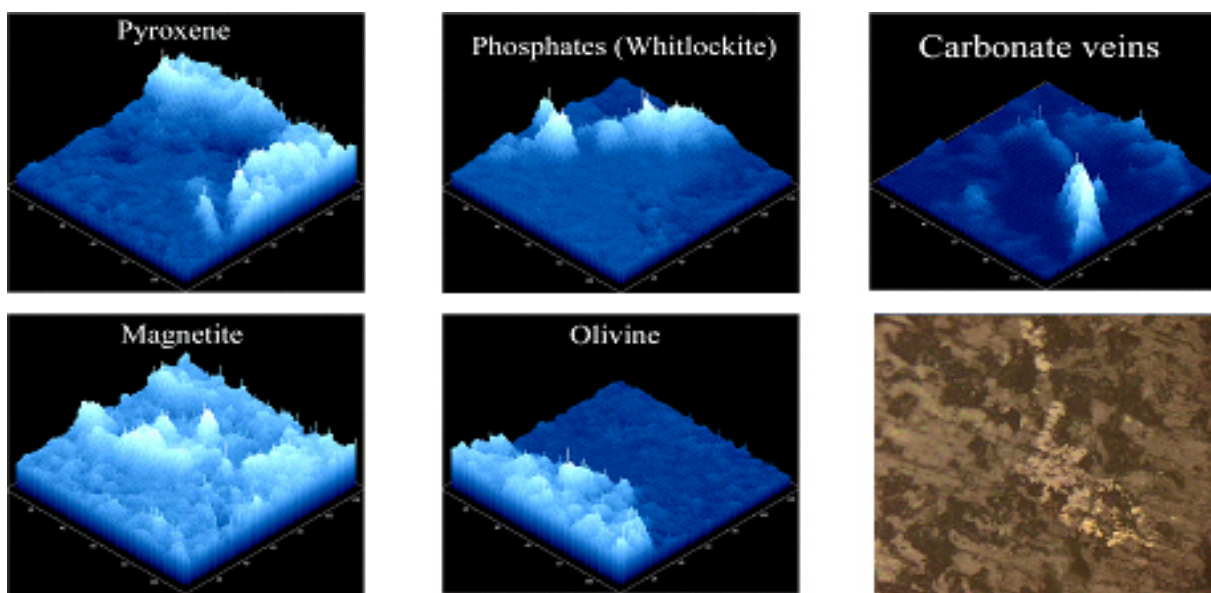 Pyroxene
Phosphates (Whitlockite)
Carbonate veins
Magnetite
Olivine